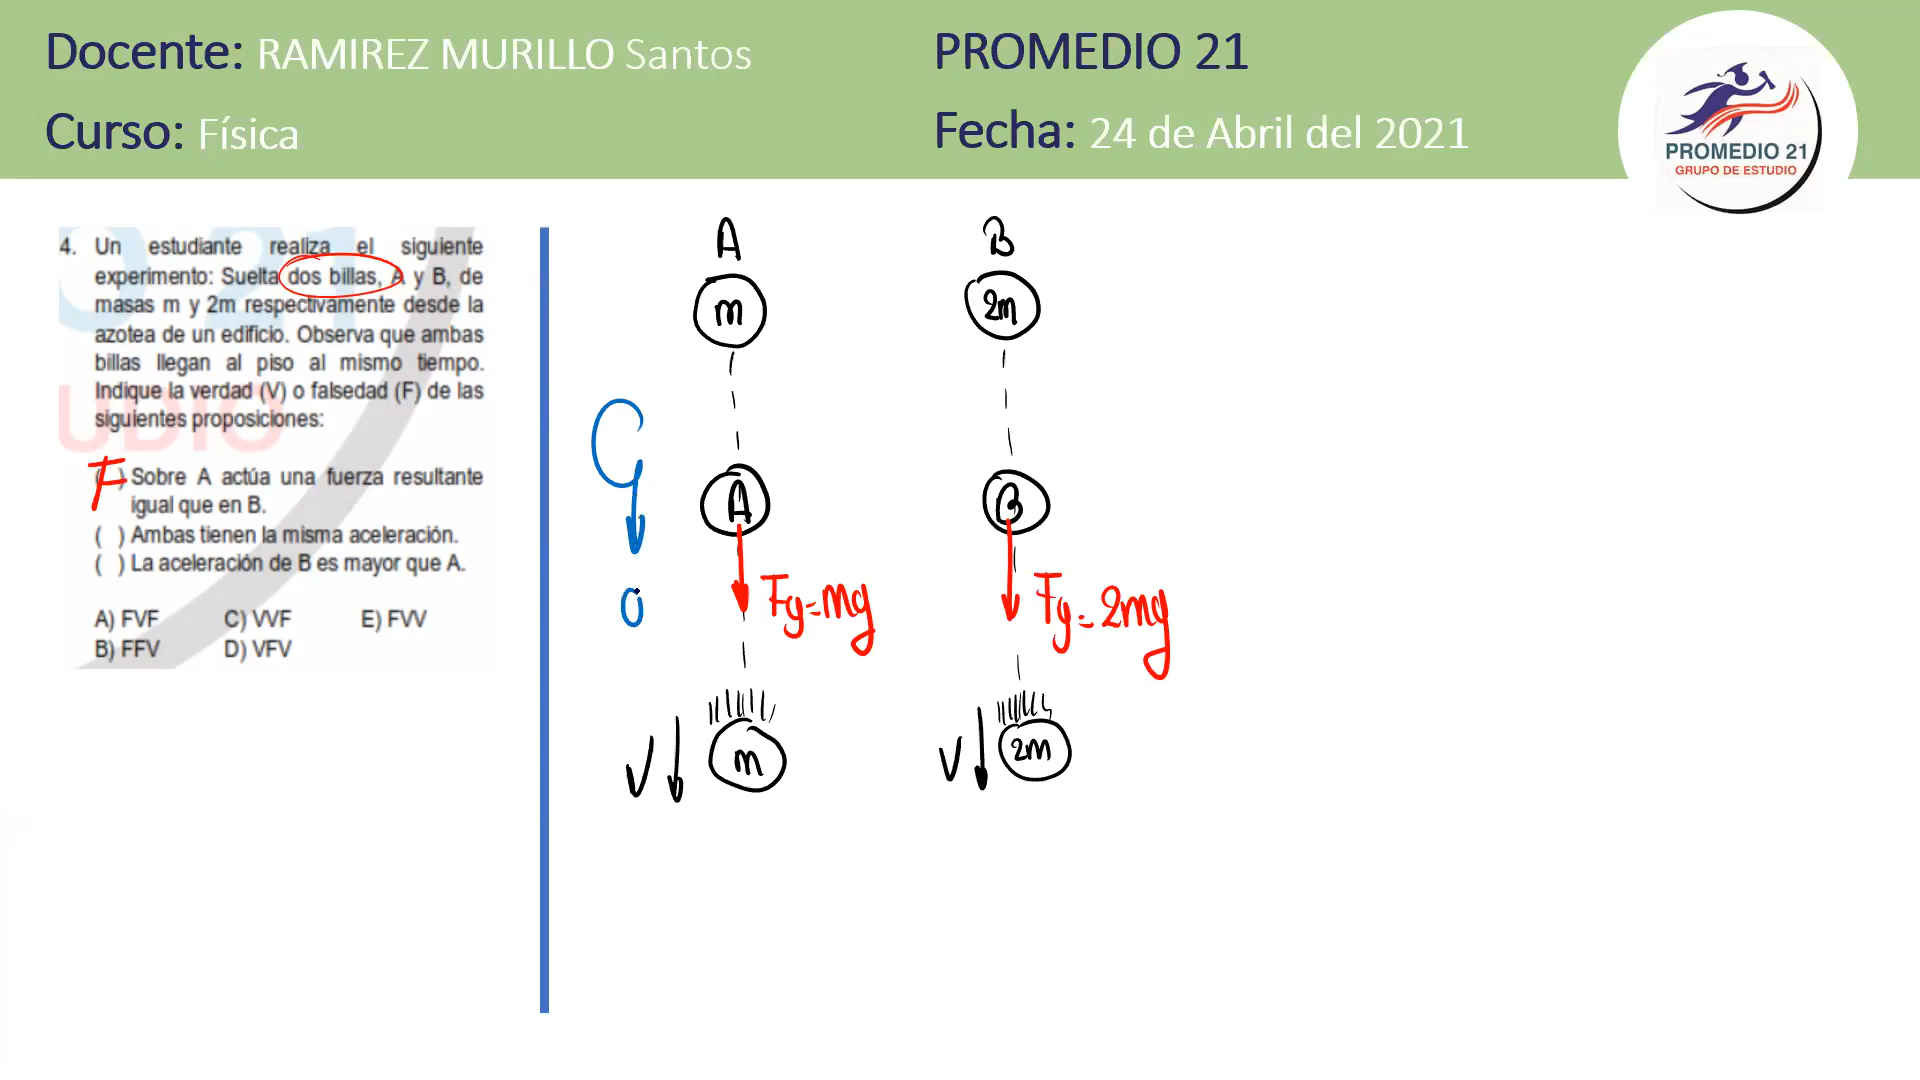 Docente: RAMIREZ MURILLO Santos
PROMEDIO 21
Curso: Física
Fecha: 24 de Abril del 2021
PROMEDIO 21
GRUPO DE ESTUDIO
4. Un estudiante realiza el siguiente
experimento: Suelta dos billas, A y B, de
masas m y 2m respectivamente desde la
azotea de un edificio. Observa que ambas
billas llegan al piso al mismo tiempo.
Indique la verdad (V) o falsedad (F) de las
siguientes proposiciones:
F ( ) Sobre A actúa una fuerza resultante
igual que en B.
( ) Ambas tienen la misma aceleración.
( ) La aceleración de B es mayor que A.
A) FVF C) VVF E) FVV
B) FFV D) VFV
UDIO
A B
m 2m
A B
Fg=mg Fg=2mg
V m V 2m